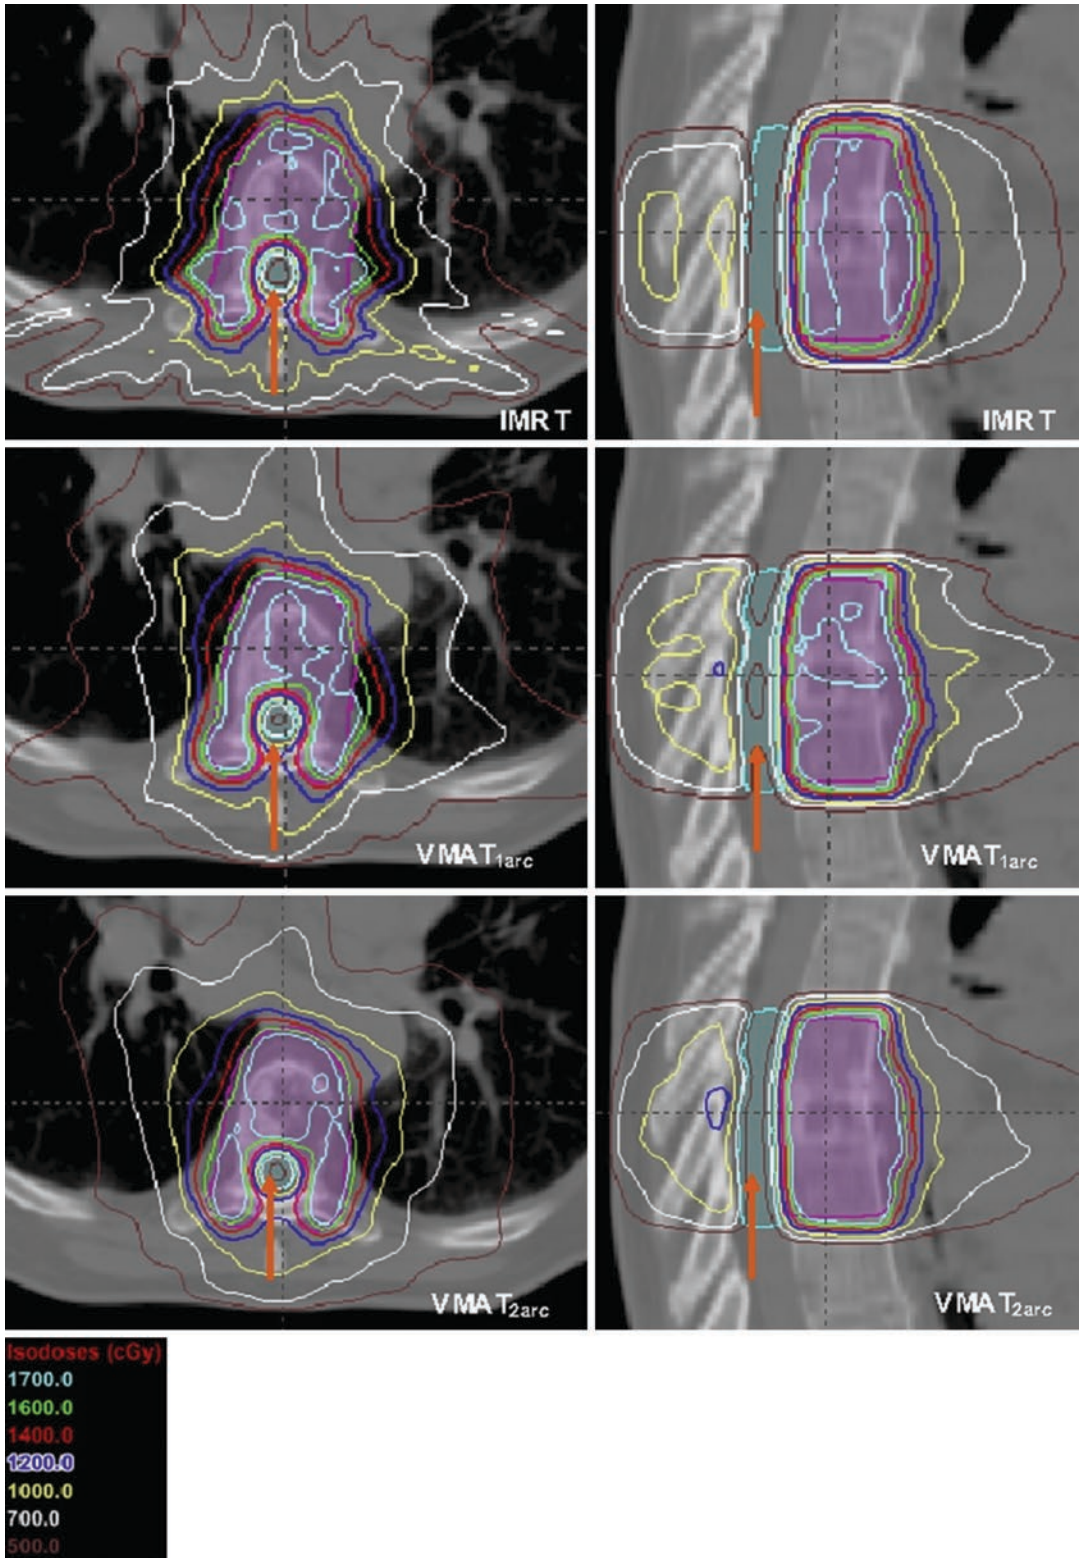 IMRT
IMRT
VMAT1arc
VMAT1arc
VMAT2arc
VMAT2arc
Isodoses (cGy)
1700.0
1600.0
1400.0
1200.0
1000.0
700.0
500.0